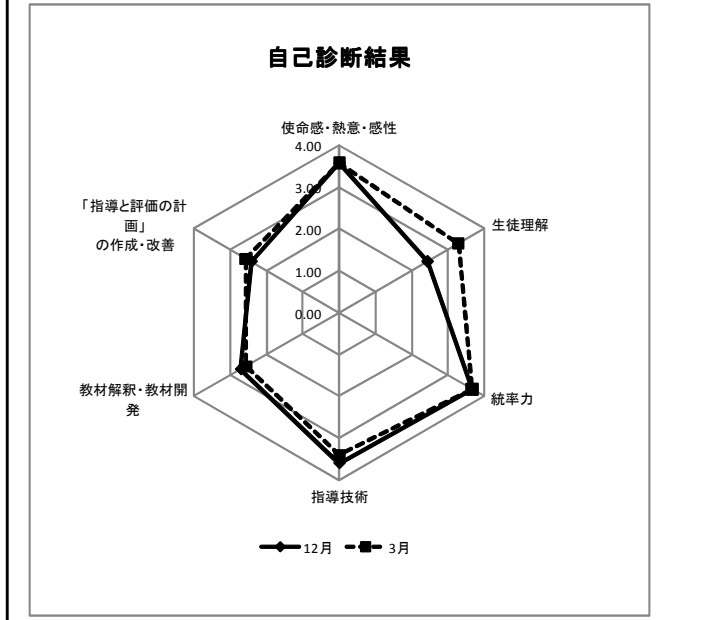 自己診断結果
使命感・熱意・感性
4.00
3.00
2.00
1.00
0.00
生徒理解
統率力
指導技術
教材解釈・教材開
発
「指導と評価の計
画」
の作成・改善
12月
3月